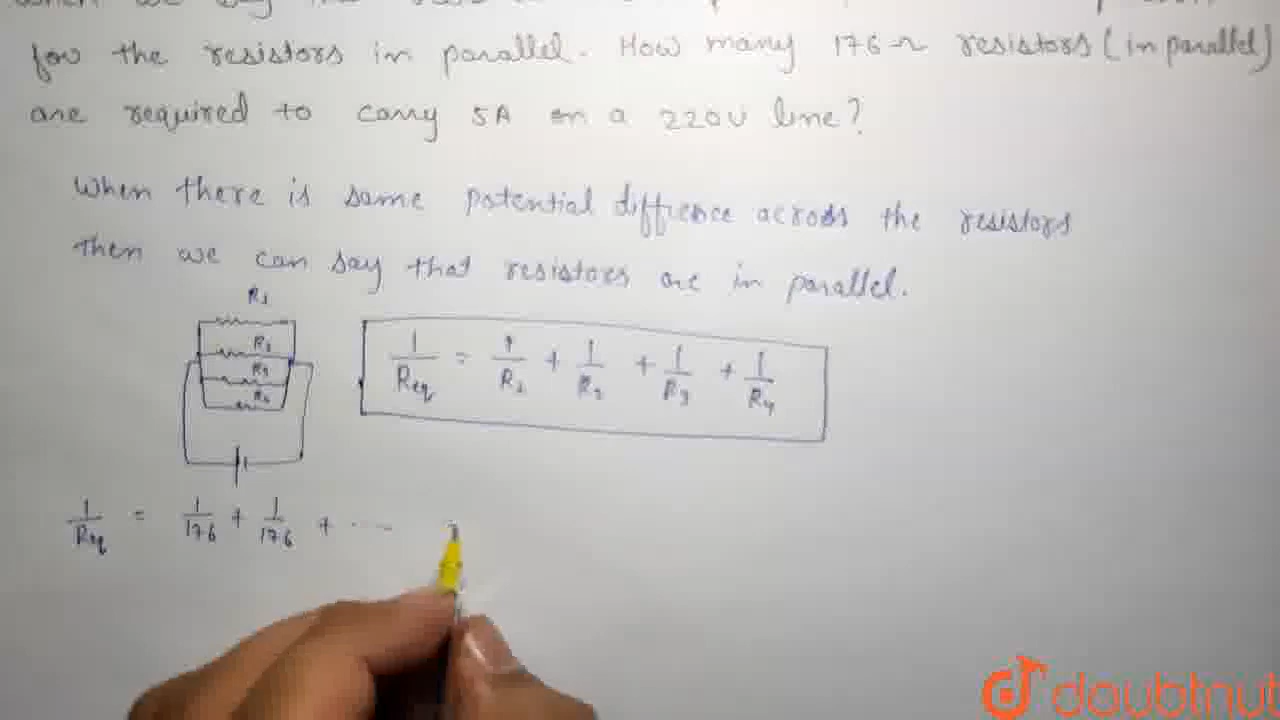 for the resistors in parallel. How many 176 Ω resistors (in parallel)
are required to carry 5A on a 220V line?
When there is same potential diffrence across the resistors
then we can say that resistors are in parallel.
R1
R2
R3
R4
1/Req = 1/R1 + 1/R2 + 1/R3 + 1/R4
1/Req = 1/176 + 1/176 + ....
doubtnut